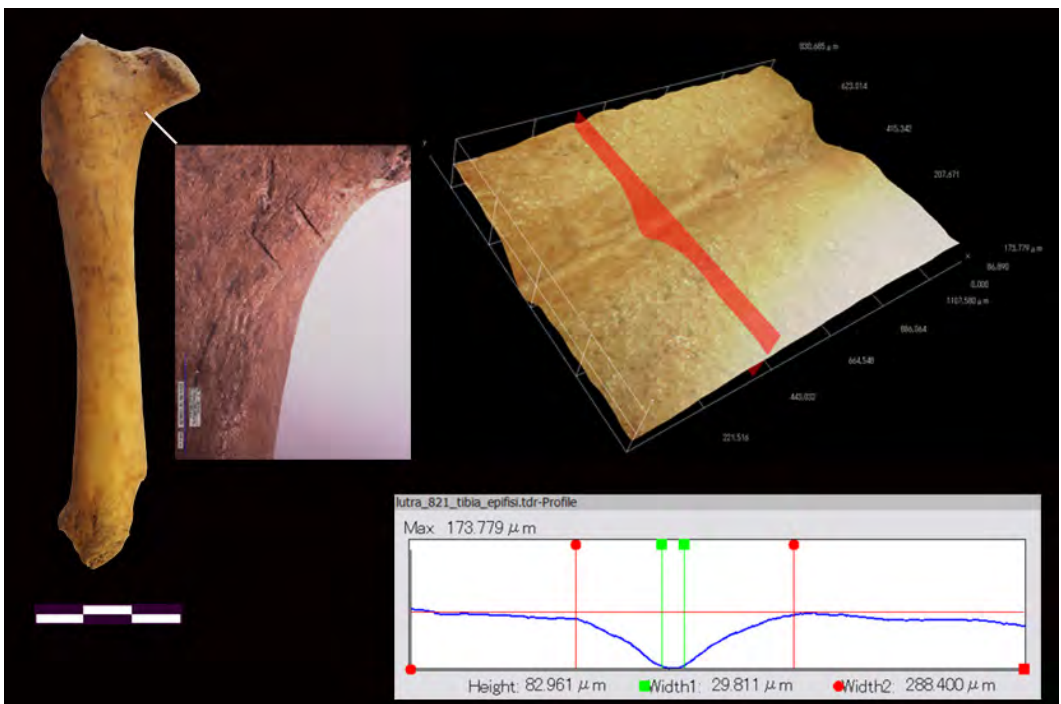 830.685 µm
623.014
415.342
207.671
y
x
173.779 µm
86.890
0.000
1107.580 µm
886.064
664.548
443.032
221.516
lutra_821_tibia_epifisi.tdr-Profile
Max 173.779 µm
Height: 82.961 µm Width1: 29.811 µm Width2: 288.400 µm